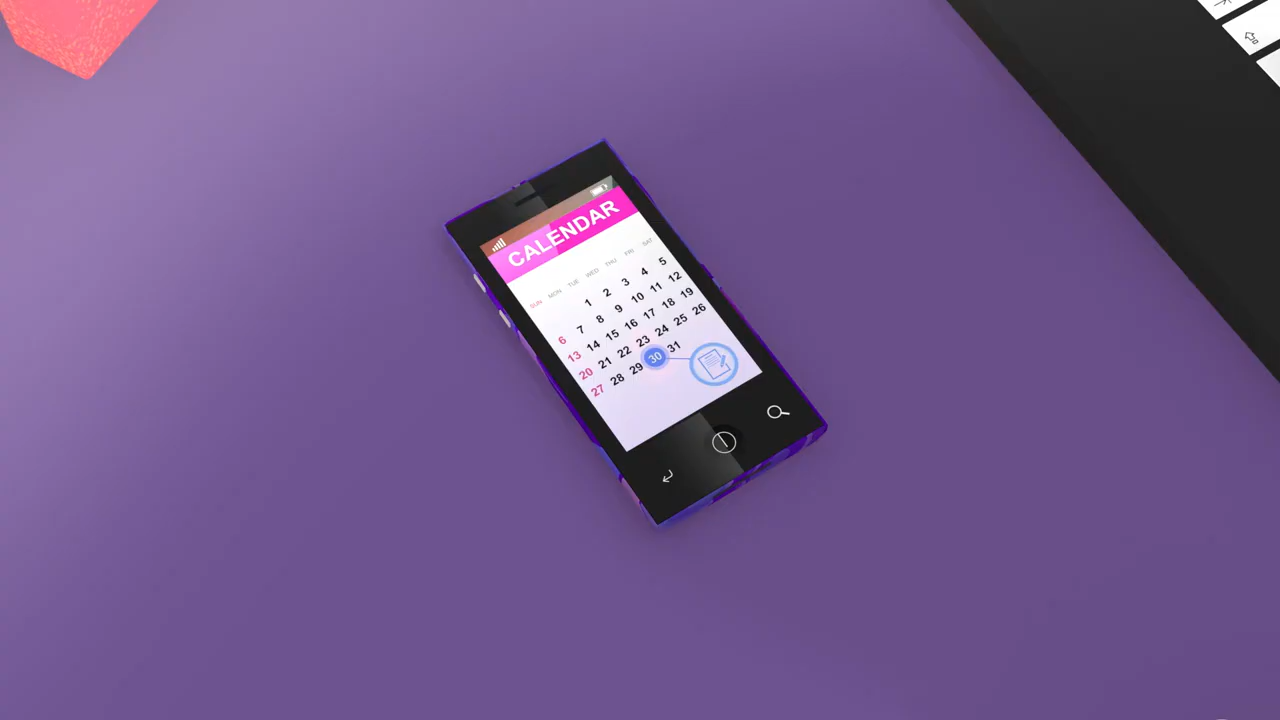 CALENDAR
SUN MON TUE WED THU FRI SAT
1 2 3 4 5
6 7 8 9 10 11 12
13 14 15 16 17 18 19
20 21 22 23 24 25 26
27 28 29 30 31